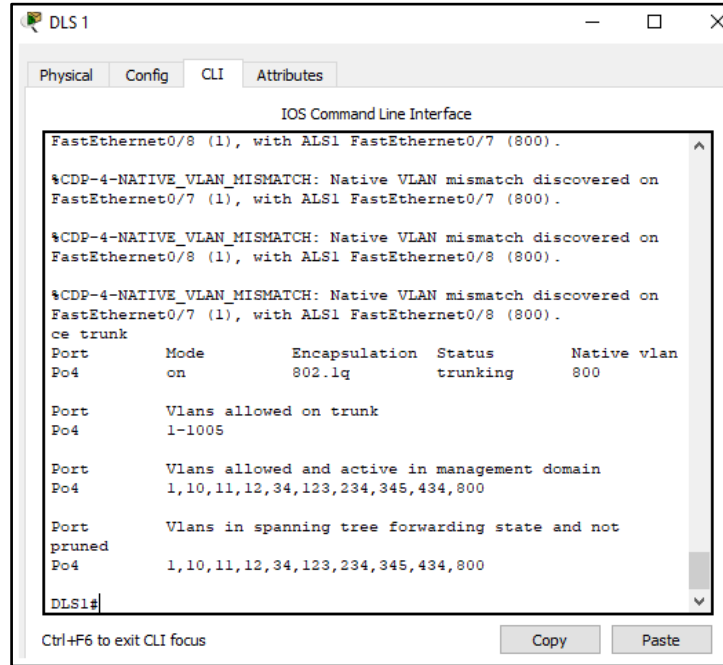 DLS 1
Physical Config CLI Attributes
IOS Command Line Interface
FastEthernet0/8 (1), with ALS1 FastEthernet0/7 (800).
%CDP-4-NATIVE_VLAN_MISMATCH: Native VLAN mismatch discovered on
FastEthernet0/7 (1), with ALS1 FastEthernet0/7 (800).
%CDP-4-NATIVE_VLAN_MISMATCH: Native VLAN mismatch discovered on
FastEthernet0/8 (1), with ALS1 FastEthernet0/8 (800).
%CDP-4-NATIVE_VLAN_MISMATCH: Native VLAN mismatch discovered on
FastEthernet0/7 (1), with ALS1 FastEthernet0/8 (800).
ce trunk
Port Mode Encapsulation Status Native vlan
Po4 on 802.1q trunking 800
Port Vlans allowed on trunk
Po4 1-1005
Port Vlans allowed and active in management domain
Po4 1,10,11,12,34,123,234,345,434,800
Port Vlans in spanning tree forwarding state and not
pruned
Po4 1,10,11,12,34,123,234,345,434,800
DLS1#
Ctrl+F6 to exit CLI focus Copy Paste